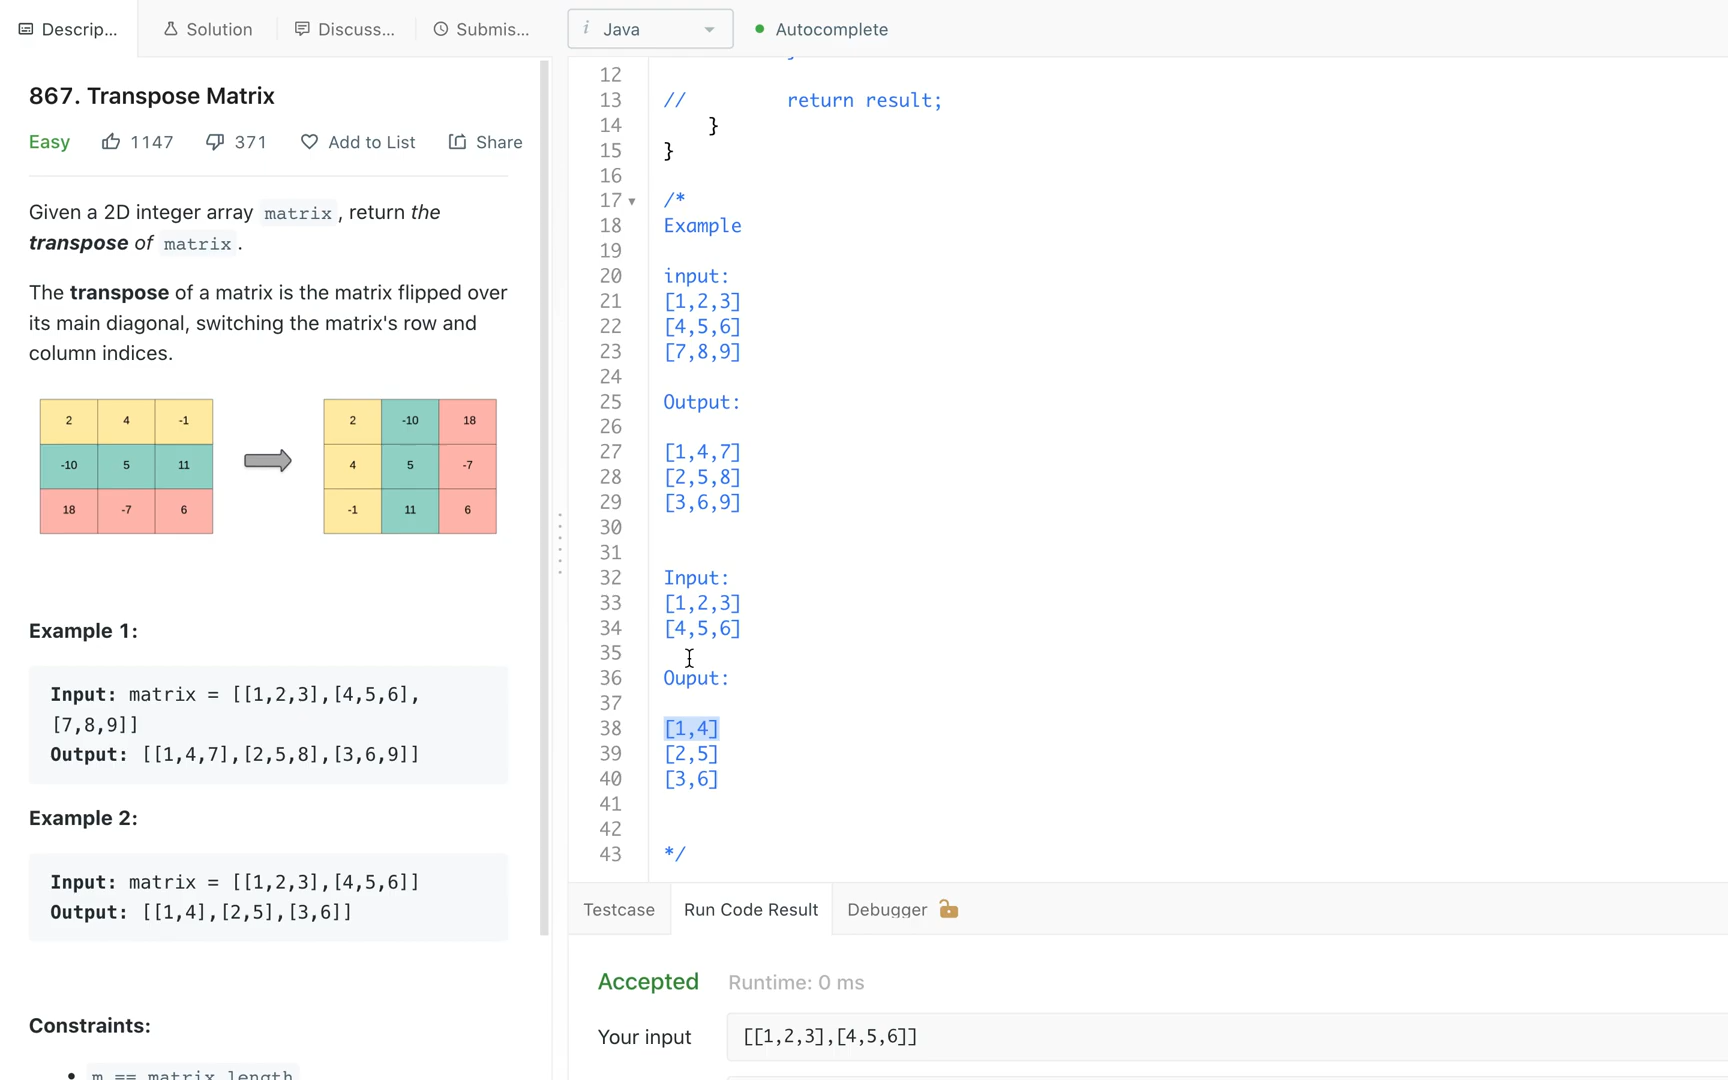 Descrip...
Solution
Discuss...
Submis...
i Java
Autocomplete
867. Transpose Matrix
Easy 1147 371 Add to List Share
Given a 2D integer array matrix, return the
transpose of matrix.
The transpose of a matrix is the matrix flipped over
its main diagonal, switching the matrix's row and
column indices.
2 4 -1
-10 5 11
18 -7 6
2 -10 18
4 5 -7
-1 11 6
Example 1:
Input: matrix = [[1,2,3],[4,5,6],
[7,8,9]]
Output: [[1,4,7],[2,5,8],[3,6,9]]
Example 2:
Input: matrix = [[1,2,3],[4,5,6]]
Output: [[1,4],[2,5],[3,6]]
Constraints:
• m == matrix.length
12
13 // return result;
14 }
15 }
16
17 /*
18 Example
19
20 input:
21 [1,2,3]
22 [4,5,6]
23 [7,8,9]
24
25 Output:
26
27 [1,4,7]
28 [2,5,8]
29 [3,6,9]
30
31
32 Input:
33 [1,2,3]
34 [4,5,6]
35
36 Ouput:
37
38 [1,4]
39 [2,5]
40 [3,6]
41
42
43 */
Testcase
Run Code Result
Debugger
Accepted Runtime: 0 ms
Your input [[1,2,3],[4,5,6]]